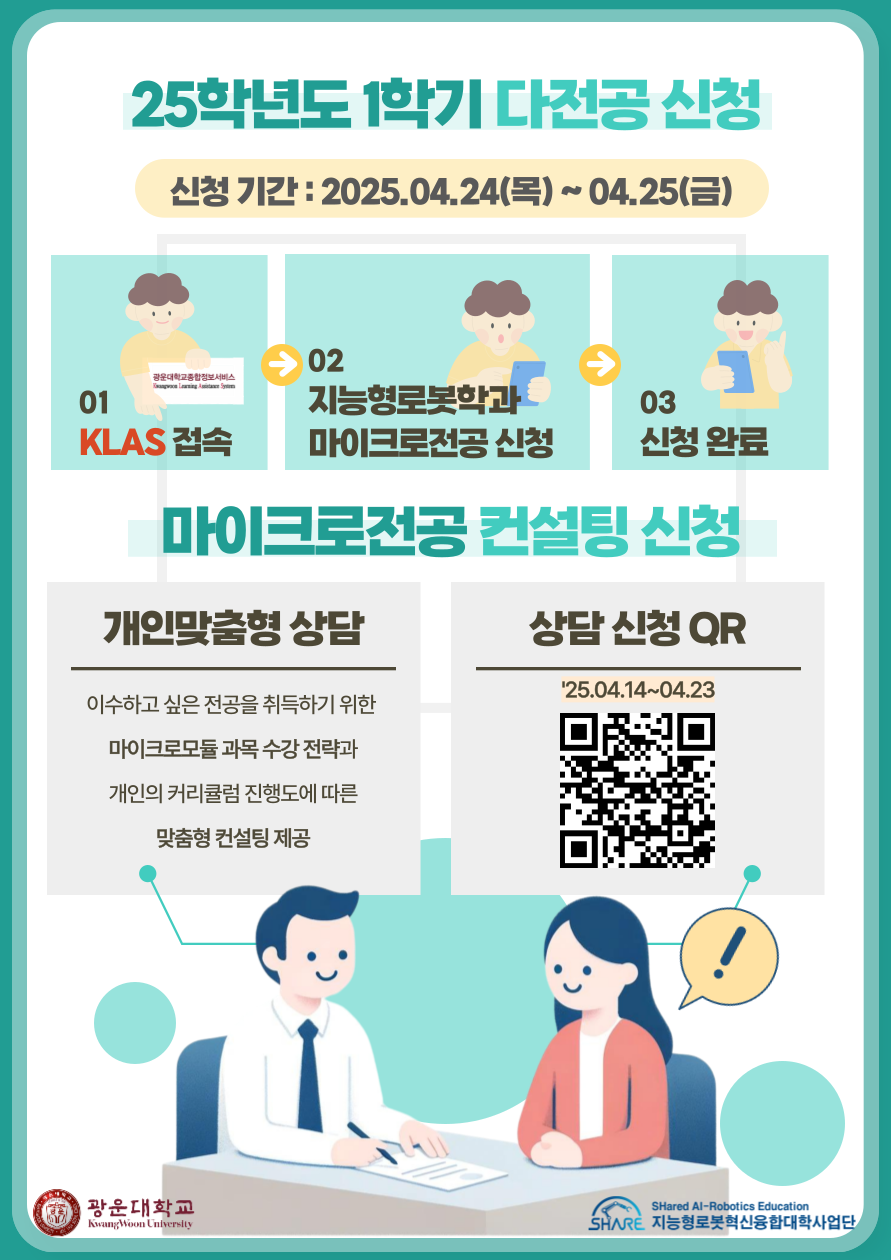 25학년도 1학기 다전공 신청
신청 기간 : 2025.04.24(목) ~ 04.25(금)
광운대학교종합정보서비스
Kwangwoon Learning Assistance System
01
KLAS 접속
02
지능형로봇학과
마이크로전공 신청
03
신청 완료
마이크로전공 컨설팅 신청
개인맞춤형 상담
이수하고 싶은 전공을 취득하기 위한
마이크로모듈 과목 수강 전략과
개인의 커리큘럼 진행도에 따른
맞춤형 컨설팅 제공
상담 신청 QR
'25.04.14~04.23
!
광운대학교
KwangWoon University
SHARE
SHared AI-Robotics Education
지능형로봇혁신융합대학사업단